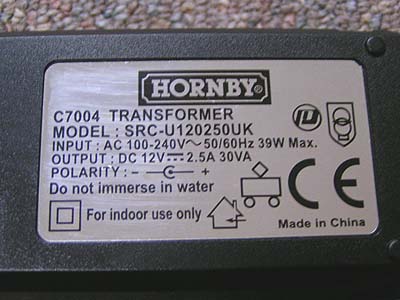 HORNBY®
C7004 TRANSFORMER
MODEL : SRC-U120250UK
INPUT : AC 100-240V～50/60Hz 39W Max.
OUTPUT : DC 12V⎓2.5A 30VA
POLARITY : - +
Do not immerse in water
For indoor use only
CE
Made in China